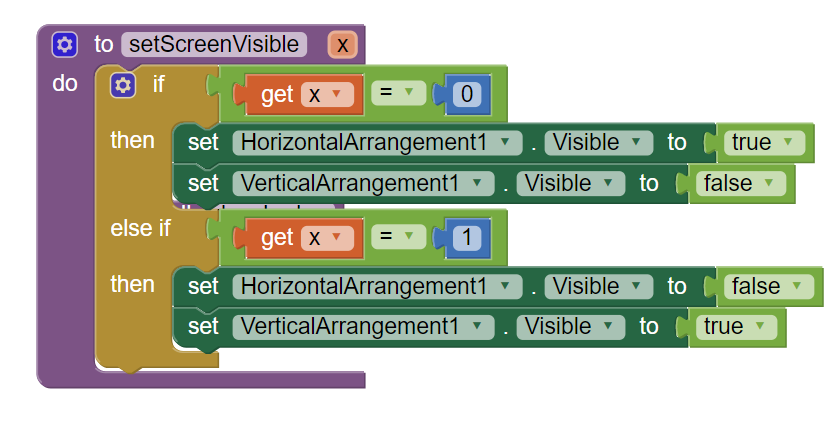 to setScreenVisible x
do if get x = 0
then set HorizontalArrangement1 . Visible to true
set VerticalArrangement1 . Visible to false
else if get x = 1
then set HorizontalArrangement1 . Visible to false
set VerticalArrangement1 . Visible to true